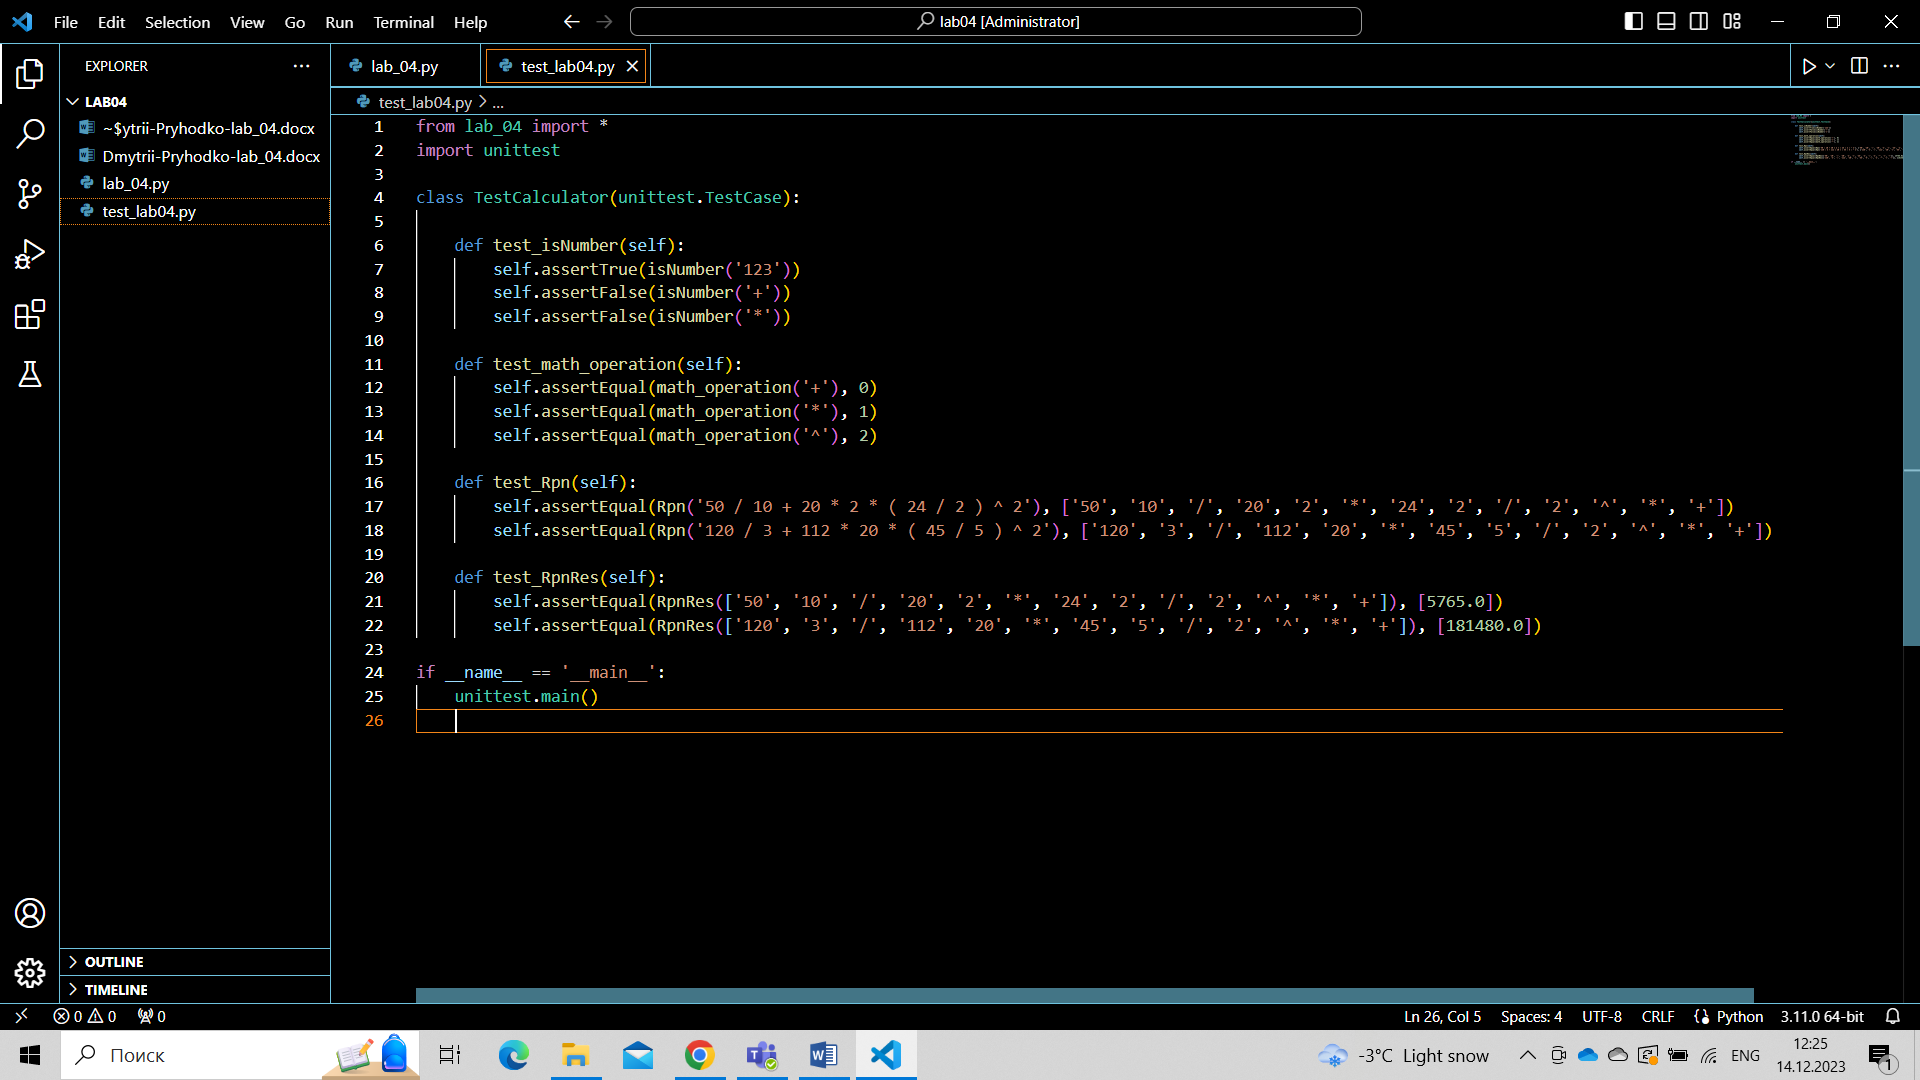 File Edit Selection View Go Run Terminal Help
lab04 [Administrator]
EXPLORER
LAB04
~$ytrii-Pryhodko-lab_04.docx
Dmytrii-Pryhodko-lab_04.docx
lab_04.py
test_lab04.py
OUTLINE
TIMELINE
lab_04.py
test_lab04.py
test_lab04.py > ...
1 from lab_04 import *
2 import unittest
3
4 class TestCalculator(unittest.TestCase):
5
6     def test_isNumber(self):
7         self.assertTrue(isNumber('123'))
8         self.assertFalse(isNumber('+'))
9         self.assertFalse(isNumber('*'))
10
11     def test_math_operation(self):
12         self.assertEqual(math_operation('+'), 0)
13         self.assertEqual(math_operation('*'), 1)
14         self.assertEqual(math_operation('^'), 2)
15
16     def test_Rpn(self):
17         self.assertEqual(Rpn('50 / 10 + 20 * 2 * ( 24 / 2 ) ^ 2'), ['50', '10', '/', '20', '2', '*', '24', '2', '/', '2', '^', '*', '+'])
18         self.assertEqual(Rpn('120 / 3 + 112 * 20 * ( 45 / 5 ) ^ 2'), ['120', '3', '/', '112', '20', '*', '45', '5', '/', '2', '^', '*', '+'])
19
20     def test_RpnRes(self):
21         self.assertEqual(RpnRes(['50', '10', '/', '20', '2', '*', '24', '2', '/', '2', '^', '*', '+']), [5765.0])
22         self.assertEqual(RpnRes(['120', '3', '/', '112', '20', '*', '45', '5', '/', '2', '^', '*', '+']), [181480.0])
23
24 if __name__ == '__main__':
25     unittest.main()
26
0 0 0
Ln 26, Col 5 Spaces: 4 UTF-8 CRLF Python 3.11.0 64-bit
Поиск
-3°C Light snow
ENG
12:25
14.12.2023
1